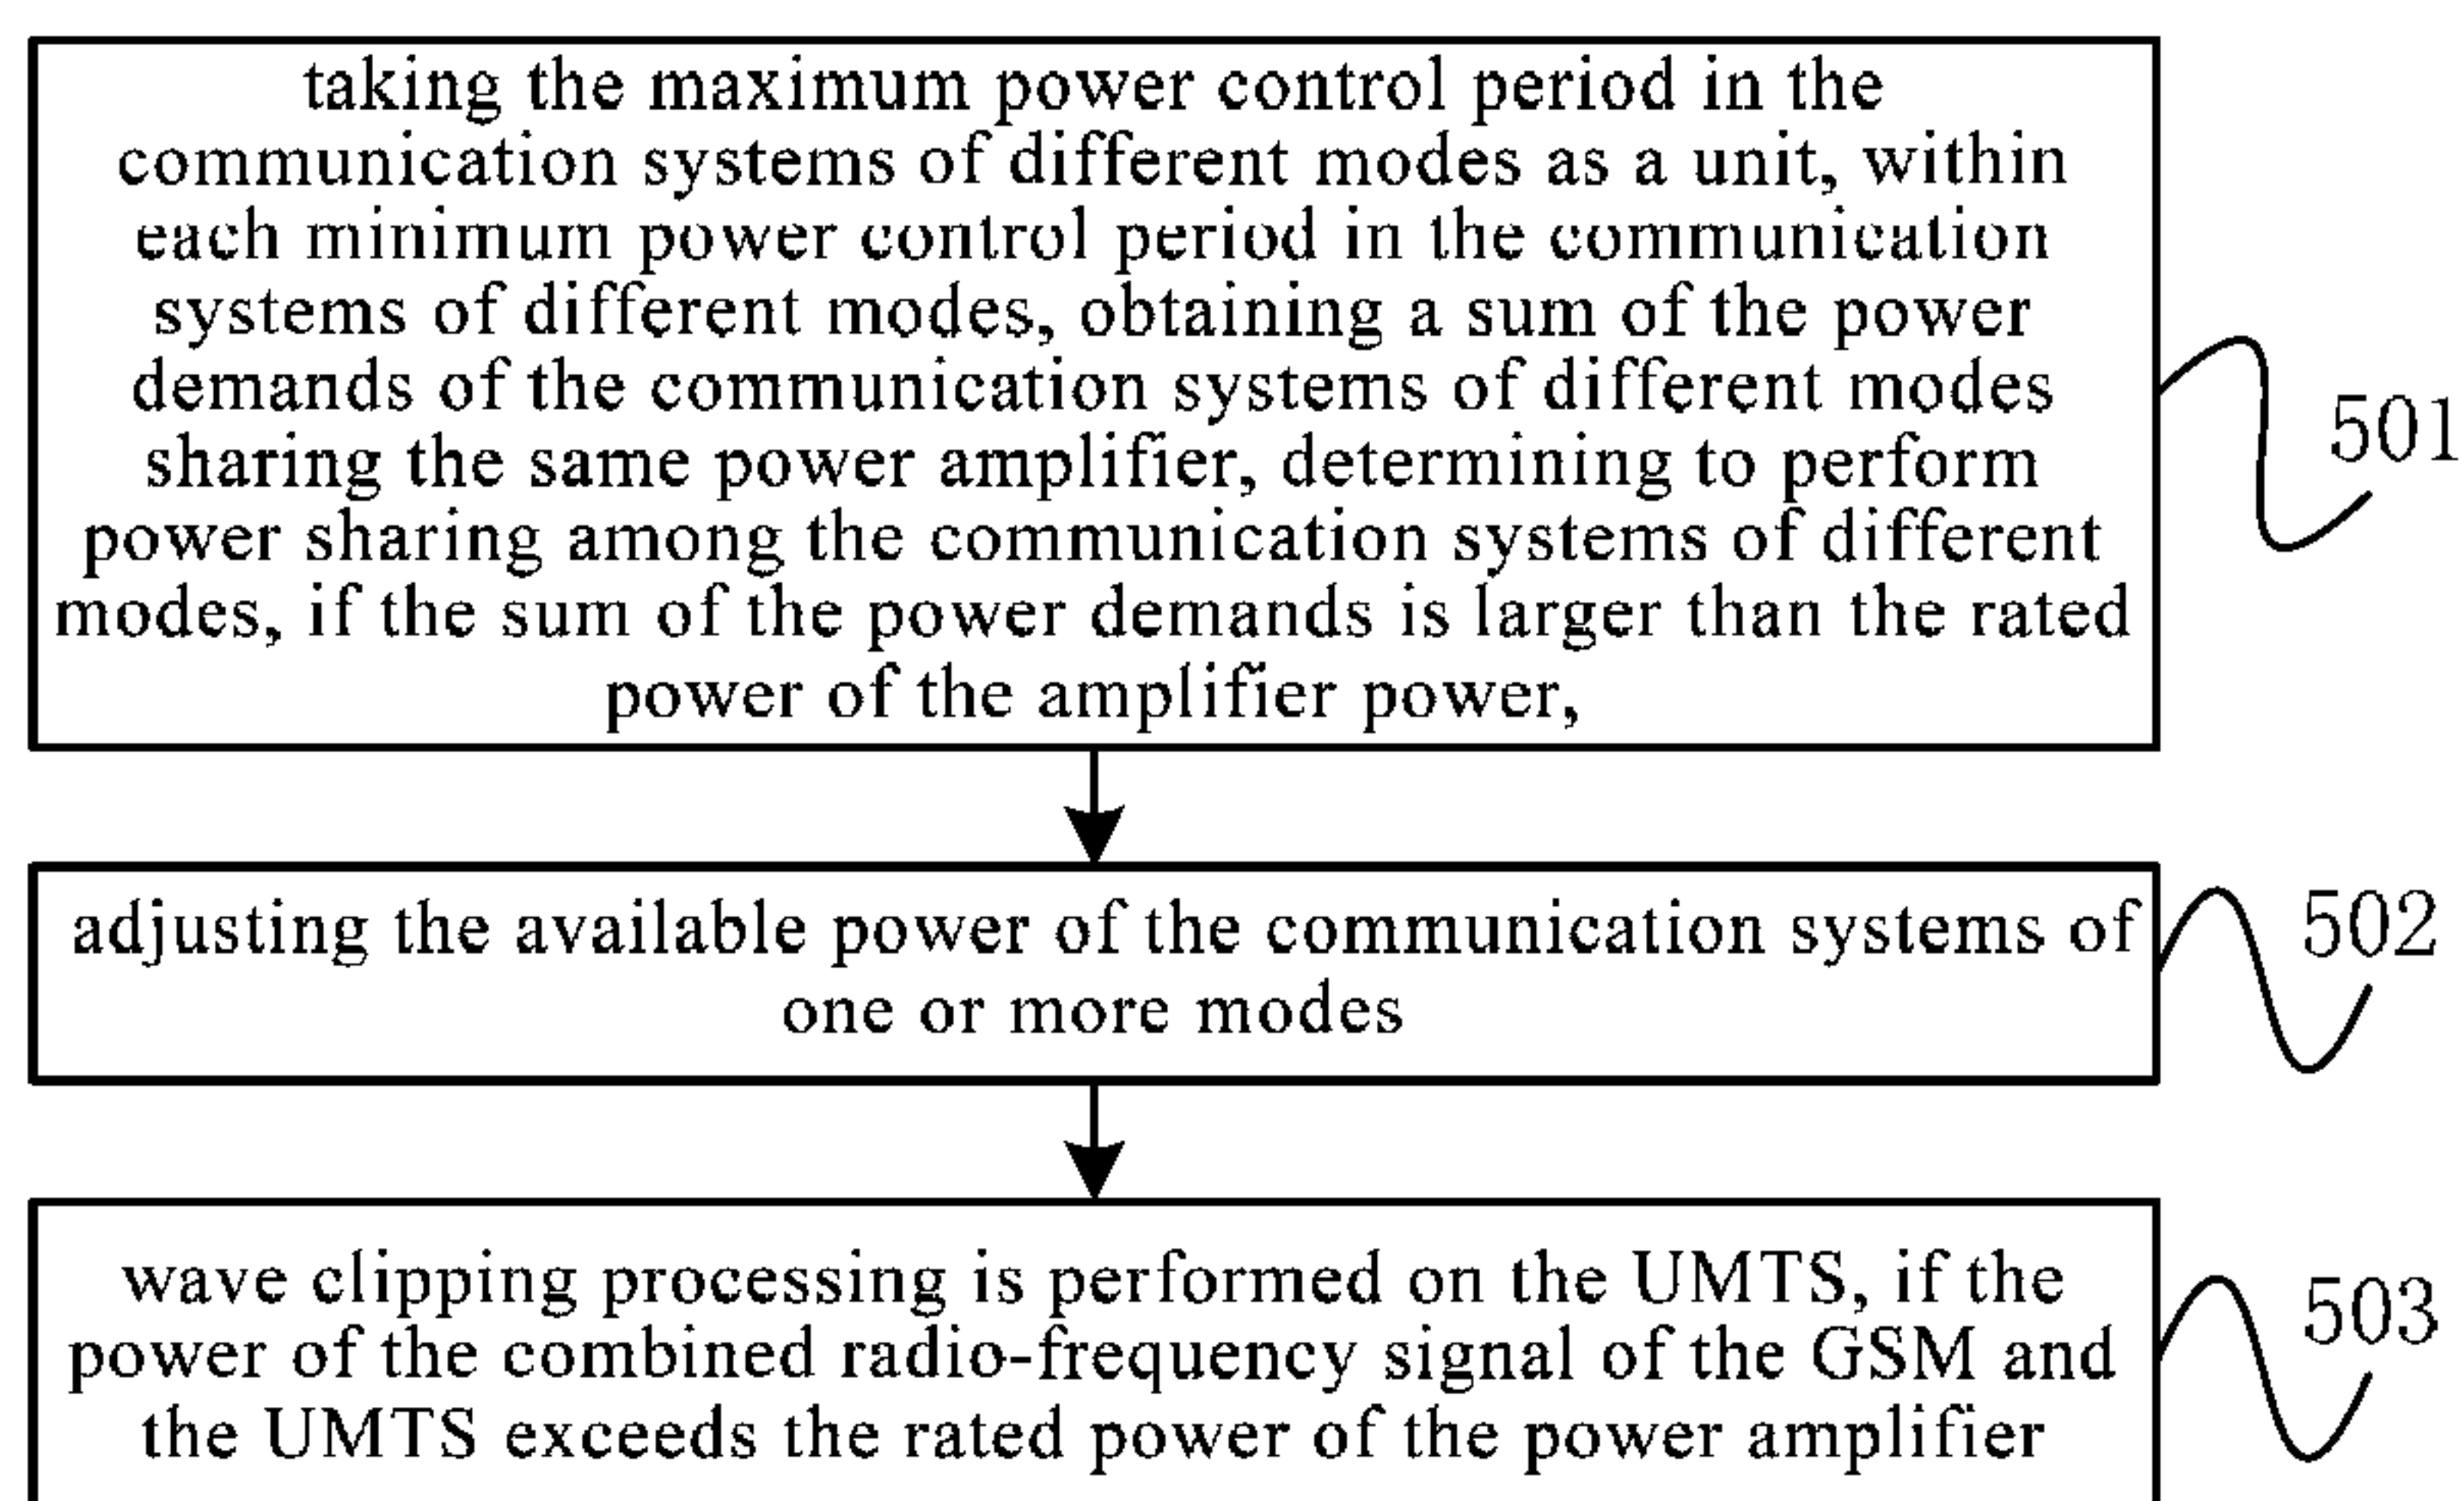 taking the maximum power control period in the
communication systems of different modes as a unit, within
each minimum power control period in the communication
systems of different modes, obtaining a sum of the power
demands of the communication systems of different modes
sharing the same power amplifier, determining to perform
power sharing among the communication systems of different
modes, if the sum of the power demands is larger than the rated
power of the amplifier power,
501
adjusting the available power of the communication systems of
one or more modes
502
wave clipping processing is performed on the UMTS, if the
power of the combined radio-frequency signal of the GSM and
the UMTS exceeds the rated power of the power amplifier
503